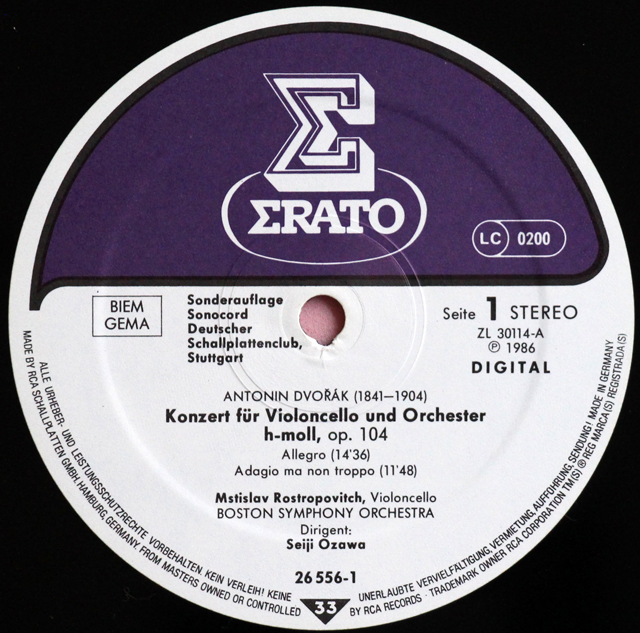 Σ
ΣRATO
LC 0200
BIEM
GEMA
Sonderauflage
Sonocord
Deutscher
Schallplattenclub,
Stuttgart
Seite 1 STEREO
ZL 30114-A
℗ 1986
DIGITAL
ANTONIN DVOŘÁK (1841–1904)
Konzert für Violoncello und Orchester
h-moll, op. 104
Allegro (14'36)
Adagio ma non troppo (11'48)
Mstislav Rostropovitch, Violoncello
BOSTON SYMPHONY ORCHESTRA
Dirigent:
Seiji Ozawa
26 556-1
33
ALLE URHEBER- UND LEISTUNGSSCHUTZRECHTE VORBEHALTEN. KEIN VERLEIH! KEINE UNERLAUBTE VERVIELFÄLTIGUNG, VERMIETUNG, AUFFÜHRUNG, SENDUNG! MADE IN GERMANY
MADE BY RCA SCHALLPLATTEN GMBH, HAMBURG, GERMANY, FROM MASTERS OWNED OR CONTROLLED BY RCA RECORDS · TRADEMARK OWNER RCA CORPORATION TM(S) ® REG MARCA(S) REGISTRADA(S)